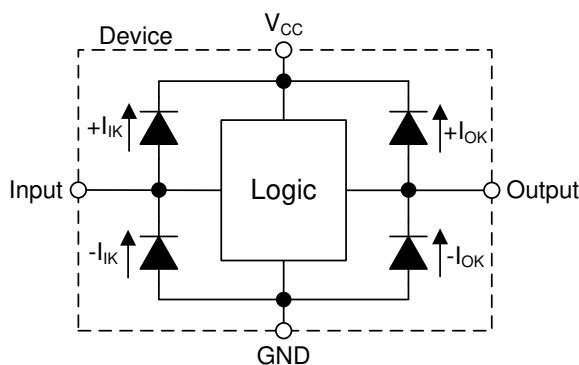 V_CC
Device
+I_IK
+I_OK
Input
Logic
Output
-I_IK
-I_OK
GND